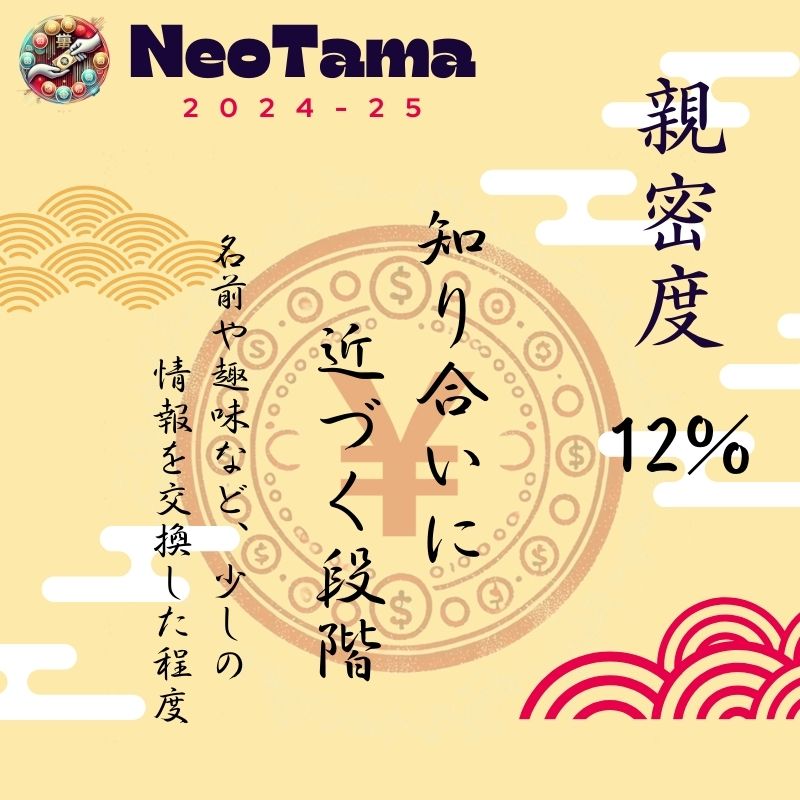 NeoTama
2024-25
親密度
12%
知り合いに
近づく段階
名前や趣味など、少しの
情報を交換した程度